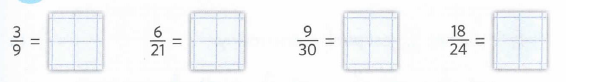 3/9 = 6/21 = 9/30 = 18/24 =